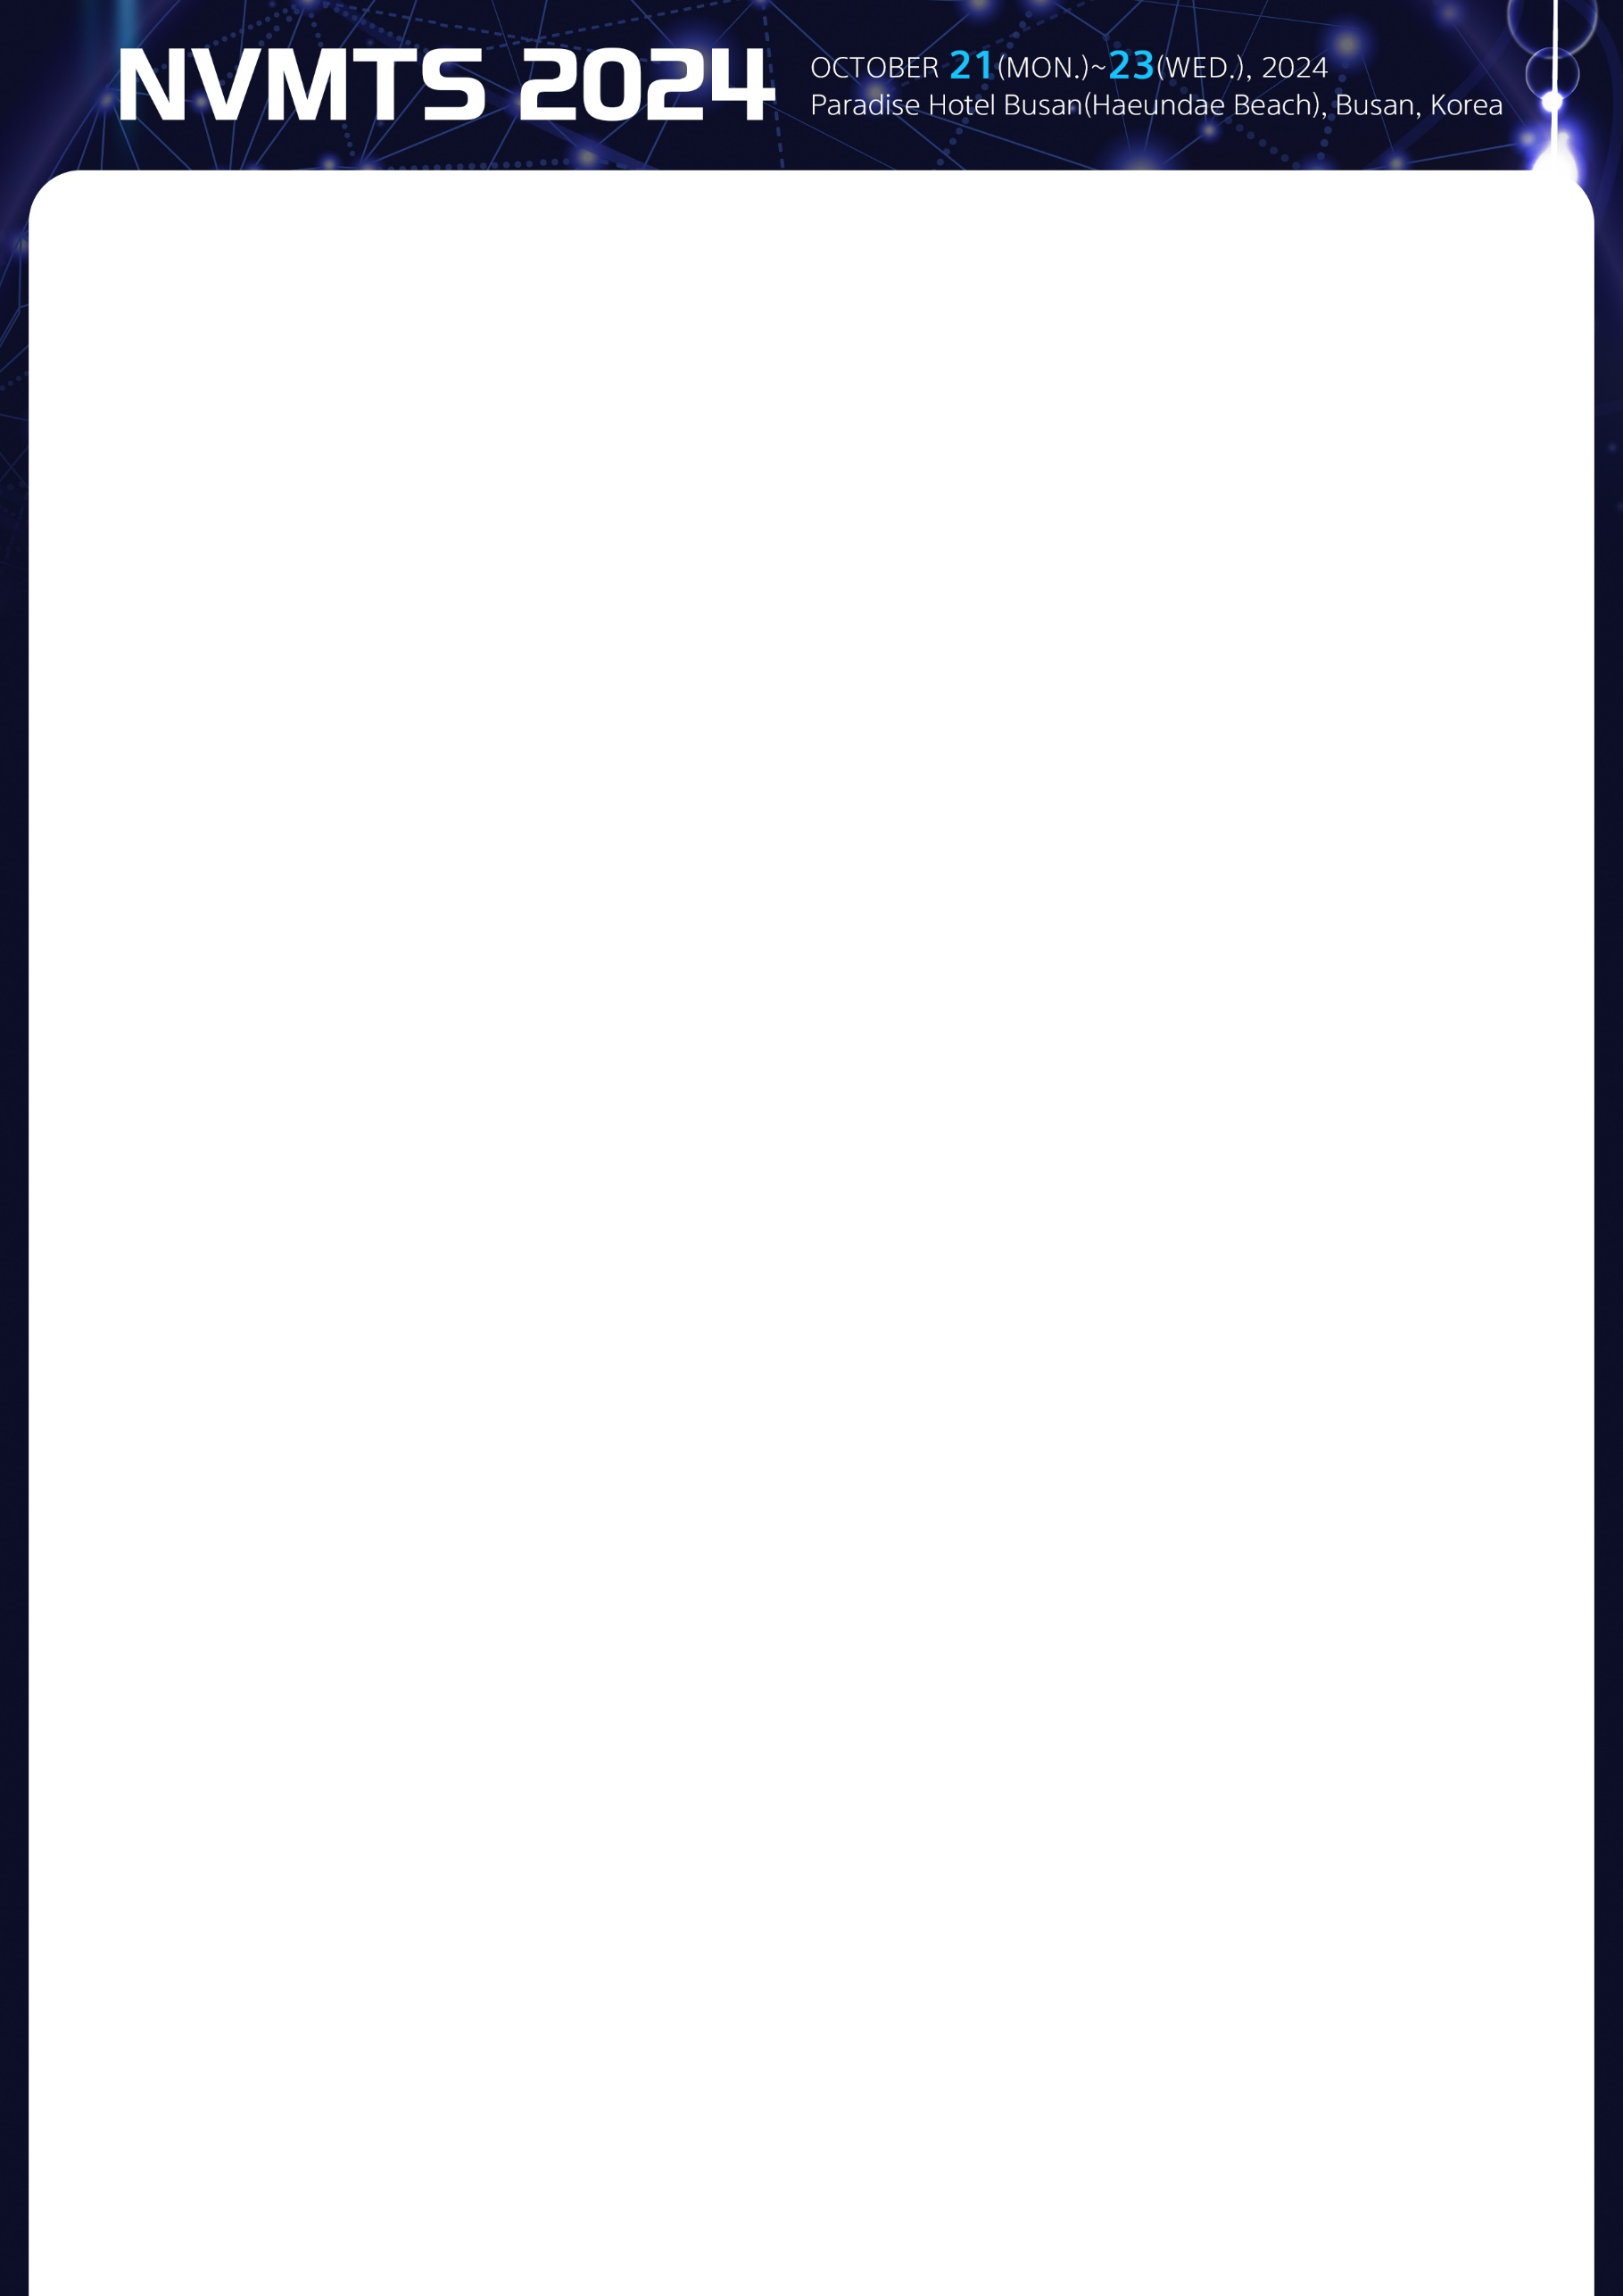 NVMTS 2024
OCTOBER 21(MON.)~23(WED.), 2024
Paradise Hotel Busan(Haeundae Beach), Busan, Korea